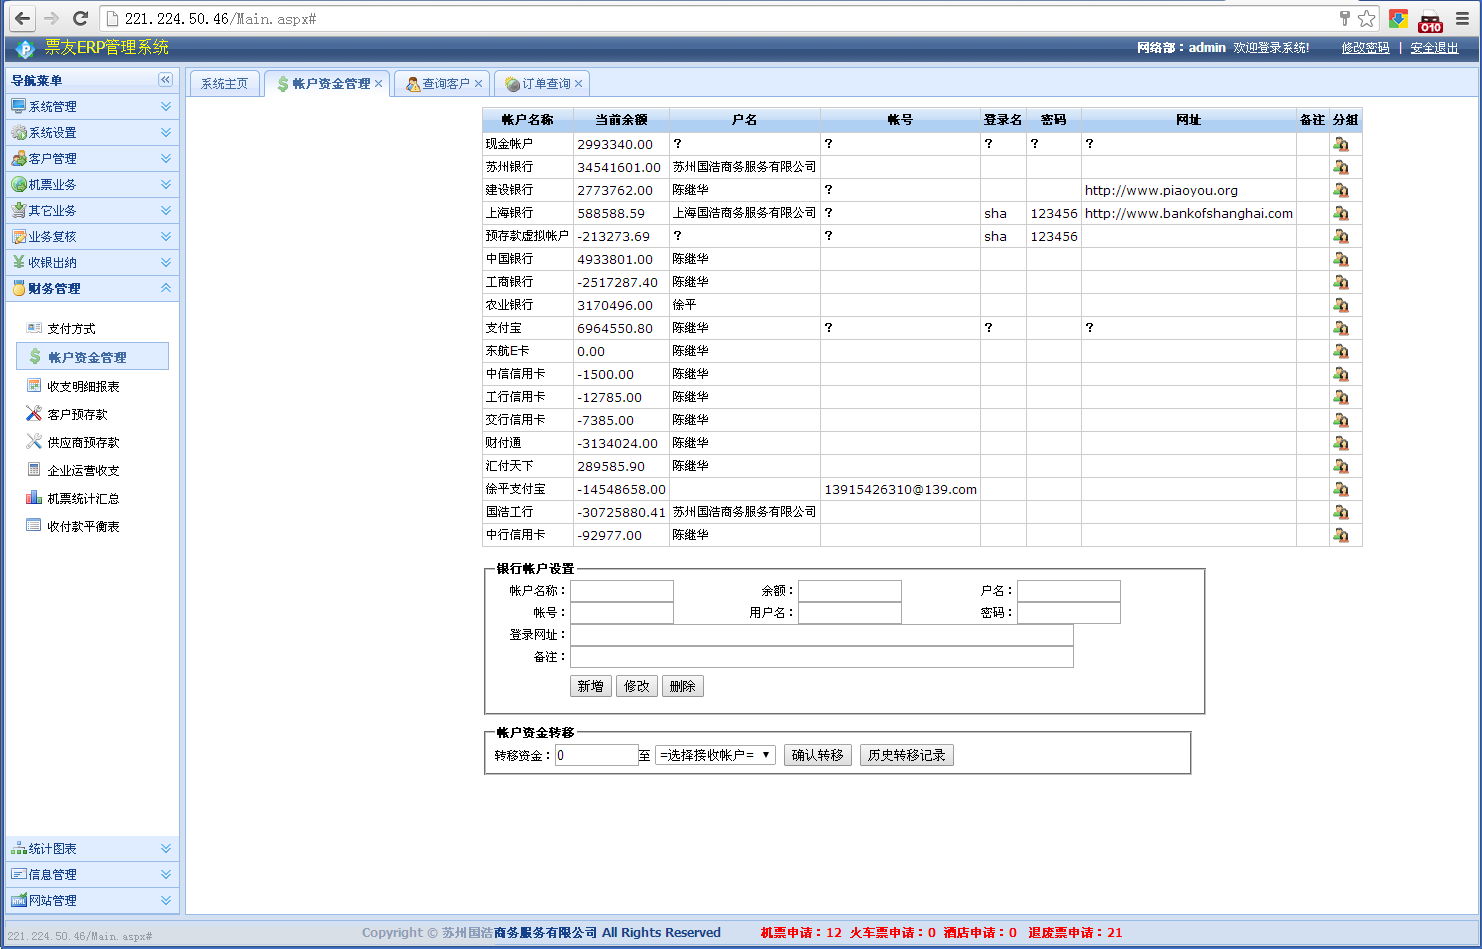 221.224.50.46/Main.aspx#
010
票友ERP管理系统
网络部：admin 欢迎登录系统! 修改密码 | 安全退出
导航菜单
系统主页 帐户资金管理 查询客户 订单查询
系统管理
系统设置
客户管理
机票业务
其它业务
业务复核
收银出纳
财务管理
支付方式
帐户资金管理
收支明细报表
客户预存款
供应商预存款
企业运营收支
机票统计汇总
收付款平衡表
统计图表
信息管理
网站管理
帐户名称 当前余额 户名 帐号 登录名 密码 网址 备注 分组
现金帐户 2993340.00 ? ? ? ? ?
苏州银行 34541601.00 苏州国浩商务服务有限公司
建设银行 2773762.00 陈继华 ? http://www.piaoyou.org
上海银行 588588.59 上海国浩商务服务有限公司 ? sha 123456 http://www.bankofshanghai.com
预存款虚拟帐户 -213273.69 ? ? sha 123456
中国银行 4933801.00 陈继华
工商银行 -2517287.40 陈继华
农业银行 3170496.00 徐平
支付宝 6964550.80 陈继华 ? ? ?
东航E卡 0.00 陈继华
中信信用卡 -1500.00 陈继华
工行信用卡 -12785.00 陈继华
交行信用卡 -7385.00 陈继华
财付通 -3134024.00 陈继华
汇付天下 289585.90 陈继华
徐平支付宝 -14548658.00 13915426310@139.com
国浩工行 -30725880.41 苏州国浩商务服务有限公司
中行信用卡 -92977.00 陈继华
银行帐户设置
帐户名称： 余额： 户名：
帐号： 用户名： 密码：
登录网址：
备注：
新增 修改 删除
帐户资金转移
转移资金：0 至 =选择接收帐户= 确认转移 历史转移记录
221.224.50.46/Main.aspx#
Copyright © 苏州国浩商务服务有限公司 All Rights Reserved
机票申请：12 火车票申请：0 酒店申请：0 退废票申请：21